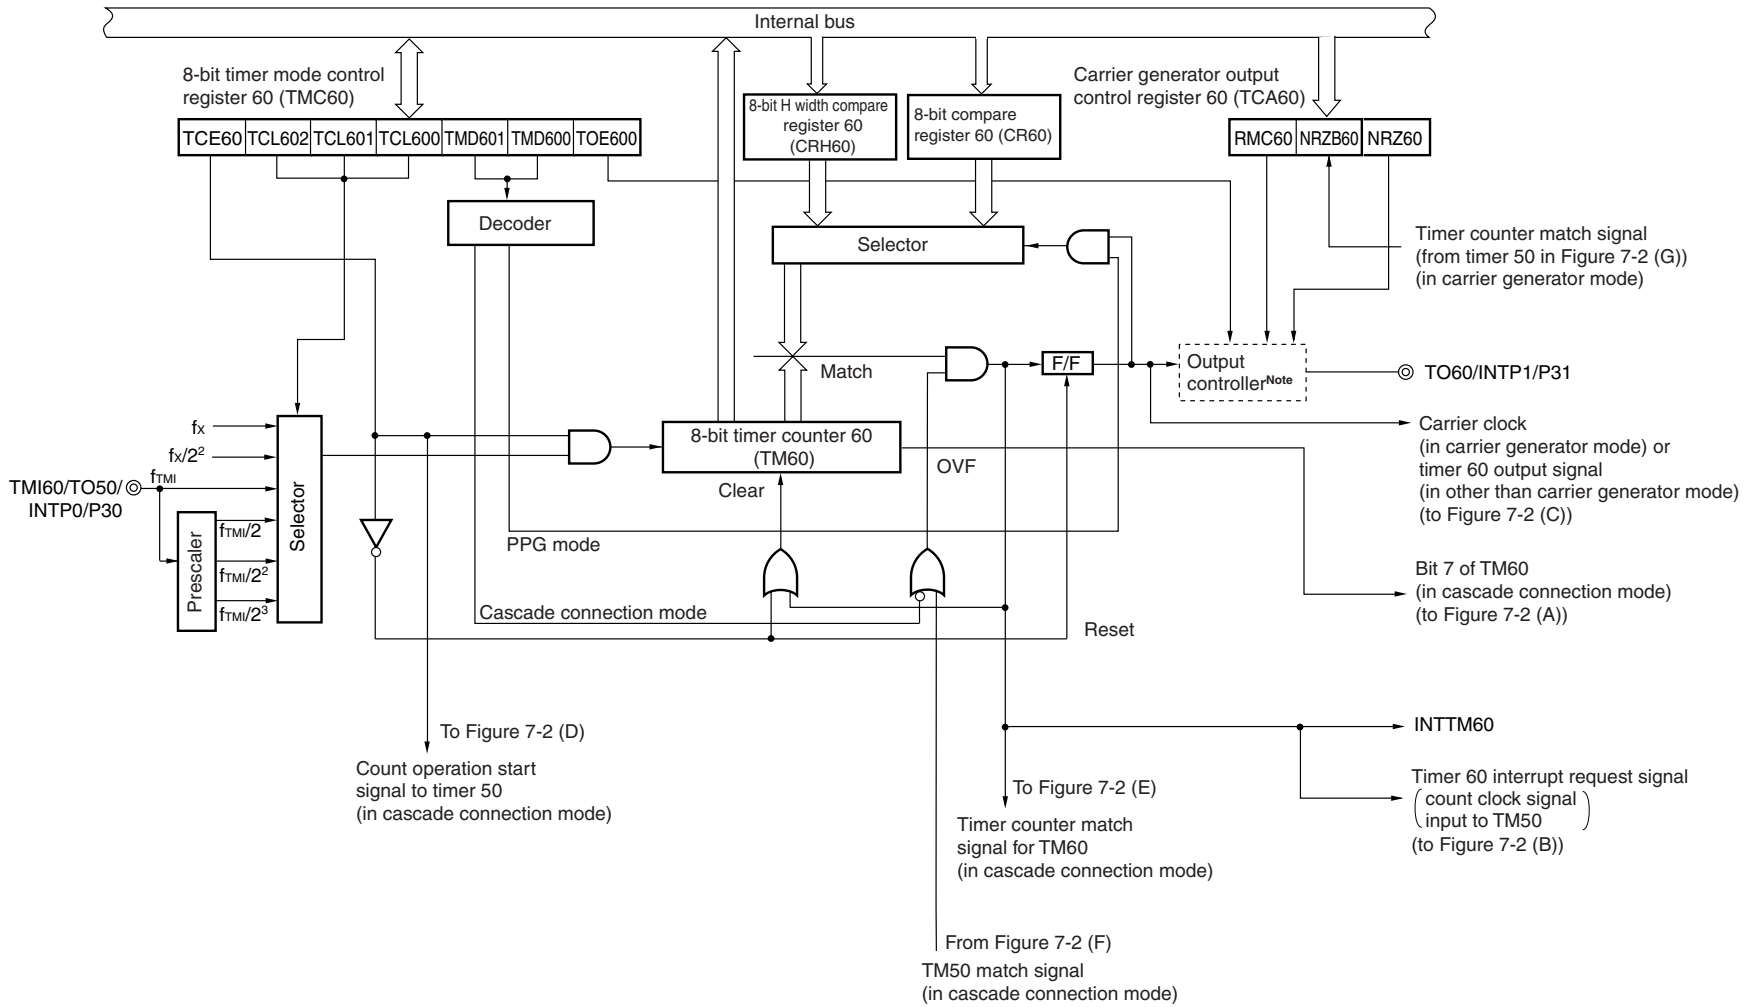 Internal bus
8-bit timer mode control
register 60 (TMC60)
TCE60 TCL602 TCL601 TCL600 TMD601 TMD600 TOE600
8-bit H width compare
register 60
(CRH60)
8-bit compare
register 60 (CR60)
Carrier generator output
control register 60 (TCA60)
RMC60 NRZB60 NRZ60
Decoder
Selector
Timer counter match signal
(from timer 50 in Figure 7-2 (G))
(in carrier generator mode)
Match
F/F
Output
controllerNote
TO60/INTP1/P31
fX
fX/2²
TMI60/TO50/
INTP0/P30
fTMI
Prescaler
fTMI/2
fTMI/2²
fTMI/2³
Selector
8-bit timer counter 60
(TM60)
Clear
OVF
PPG mode
Cascade connection mode
Reset
Carrier clock
(in carrier generator mode) or
timer 60 output signal
(in other than carrier generator mode)
(to Figure 7-2 (C))
Bit 7 of TM60
(in cascade connection mode)
(to Figure 7-2 (A))
To Figure 7-2 (D)
Count operation start
signal to timer 50
(in cascade connection mode)
INTTM60
Timer 60 interrupt request signal
(count clock signal
input to TM50)
(to Figure 7-2 (B))
To Figure 7-2 (E)
Timer counter match
signal for TM60
(in cascade connection mode)
From Figure 7-2 (F)
TM50 match signal
(in cascade connection mode)